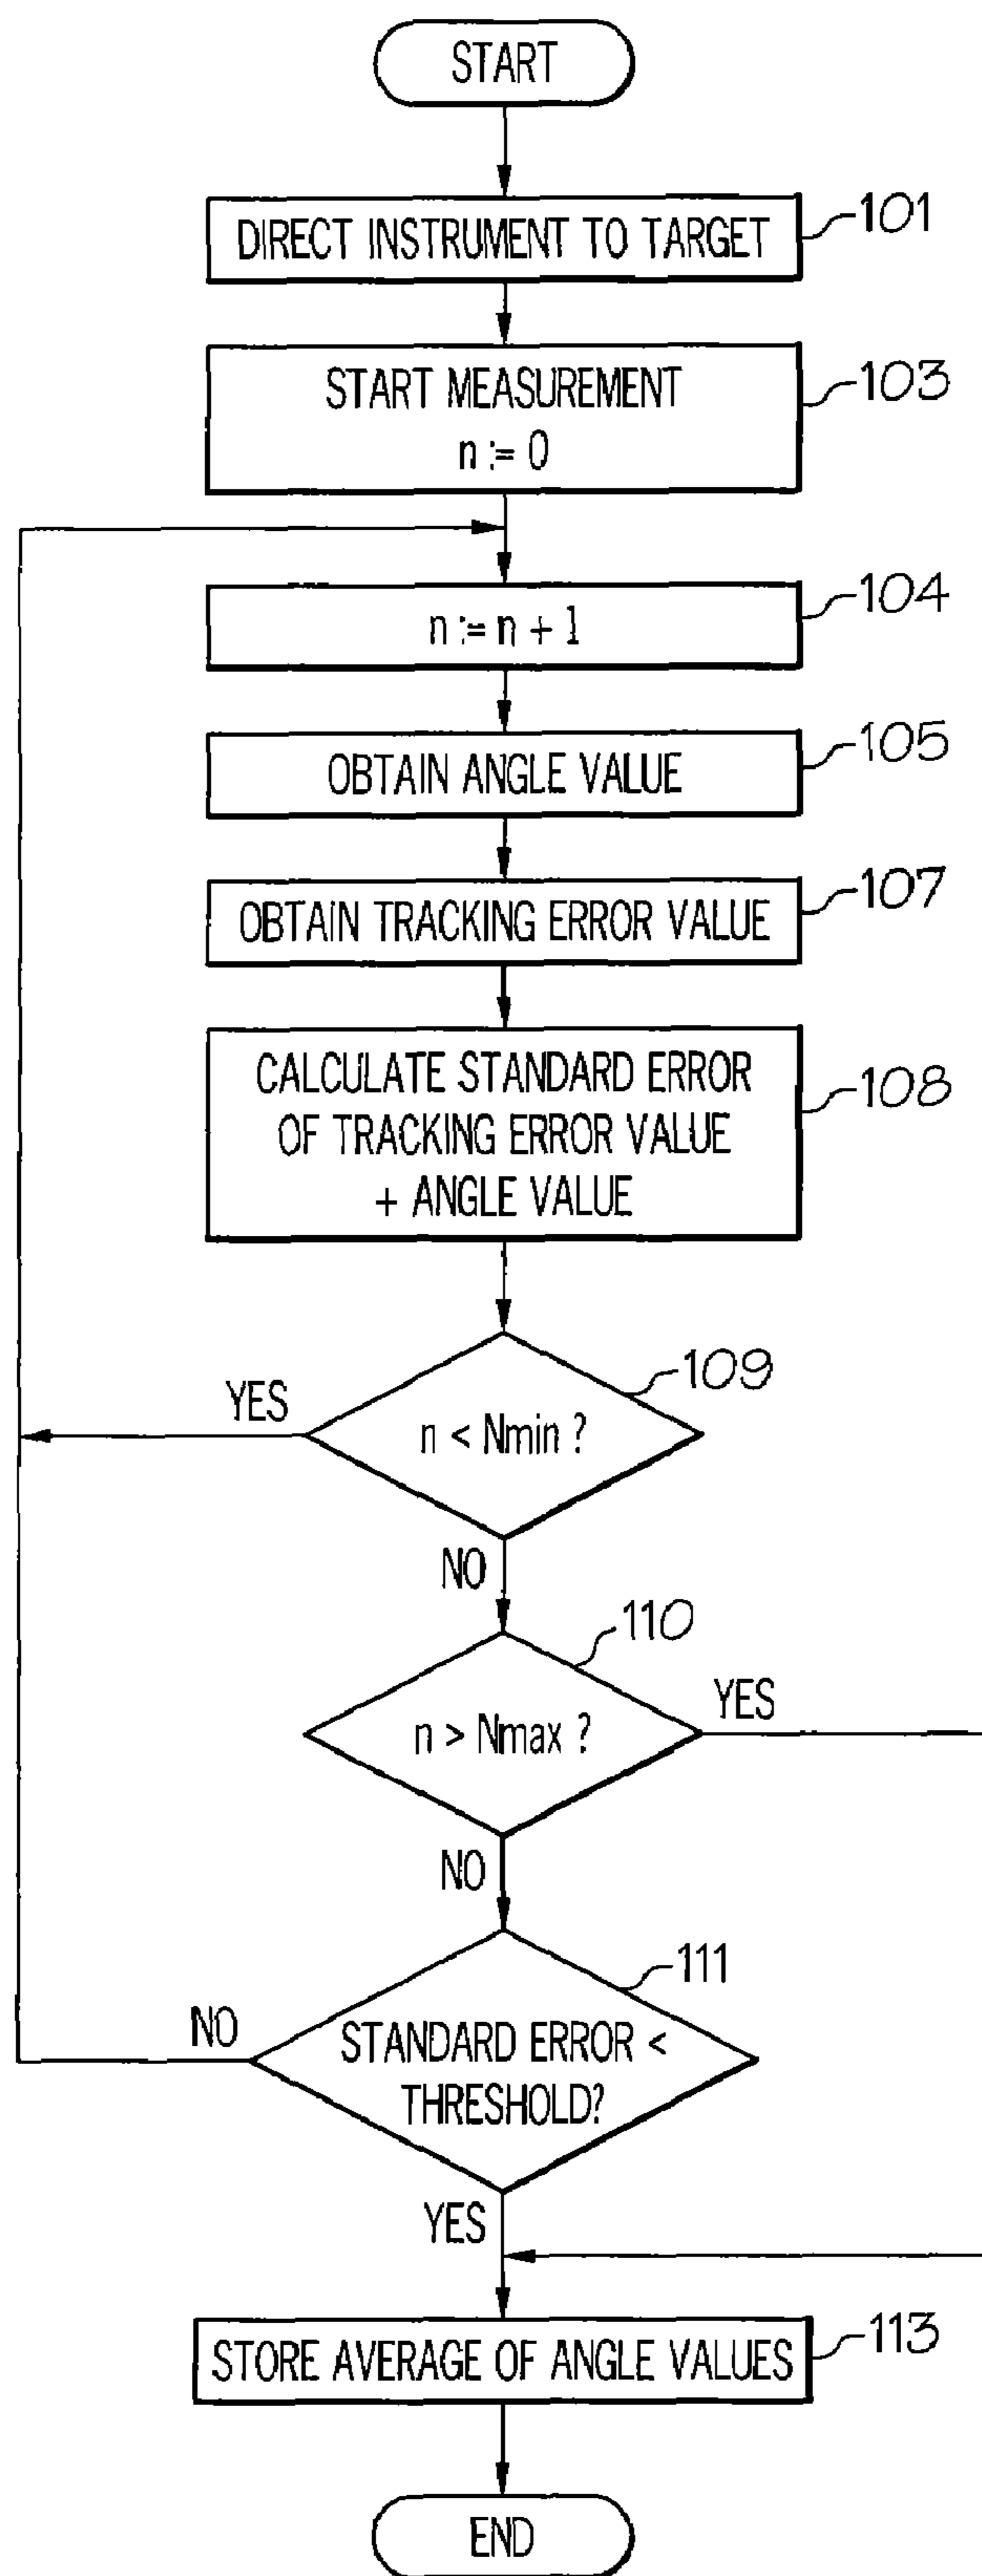 START
DIRECT INSTRUMENT TO TARGET
101
START MEASUREMENT
n := 0
103
n := n + 1
104
OBTAIN ANGLE VALUE
105
OBTAIN TRACKING ERROR VALUE
107
CALCULATE STANDARD ERROR
OF TRACKING ERROR VALUE
+ ANGLE VALUE
108
109
YES
n < Nmin ?
NO
110
YES
n > Nmax ?
NO
111
NO
STANDARD ERROR <
THRESHOLD?
YES
STORE AVERAGE OF ANGLE VALUES
113
END